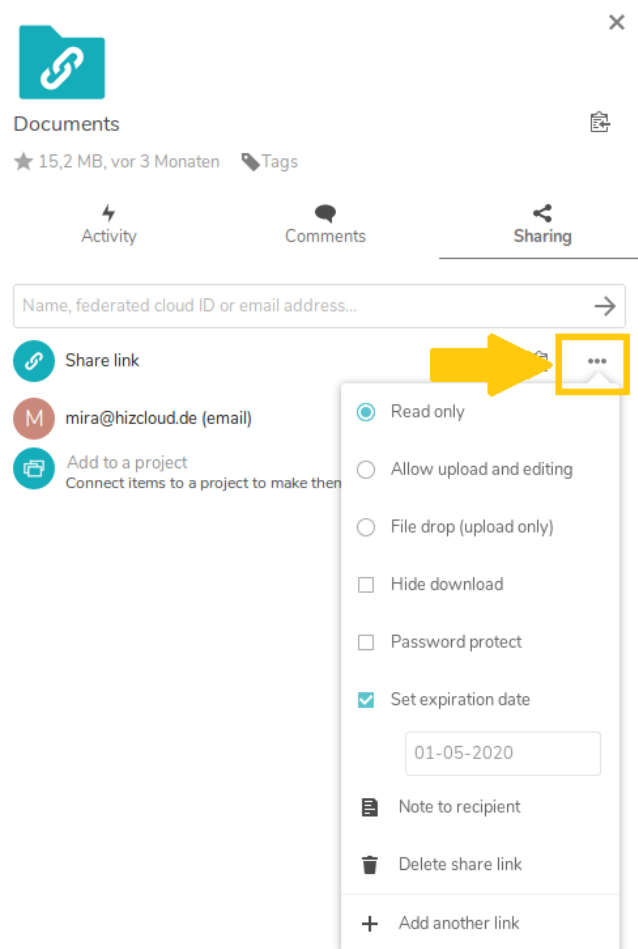 Documents
15,2 MB, vor 3 Monaten Tags
Activity Comments Sharing
Name, federated cloud ID or email address...
Share link
M mira@hizcloud.de (email)
Add to a project
Connect items to a project to make then
Read only
Allow upload and editing
File drop (upload only)
Hide download
Password protect
Set expiration date
01-05-2020
Note to recipient
Delete share link
Add another link